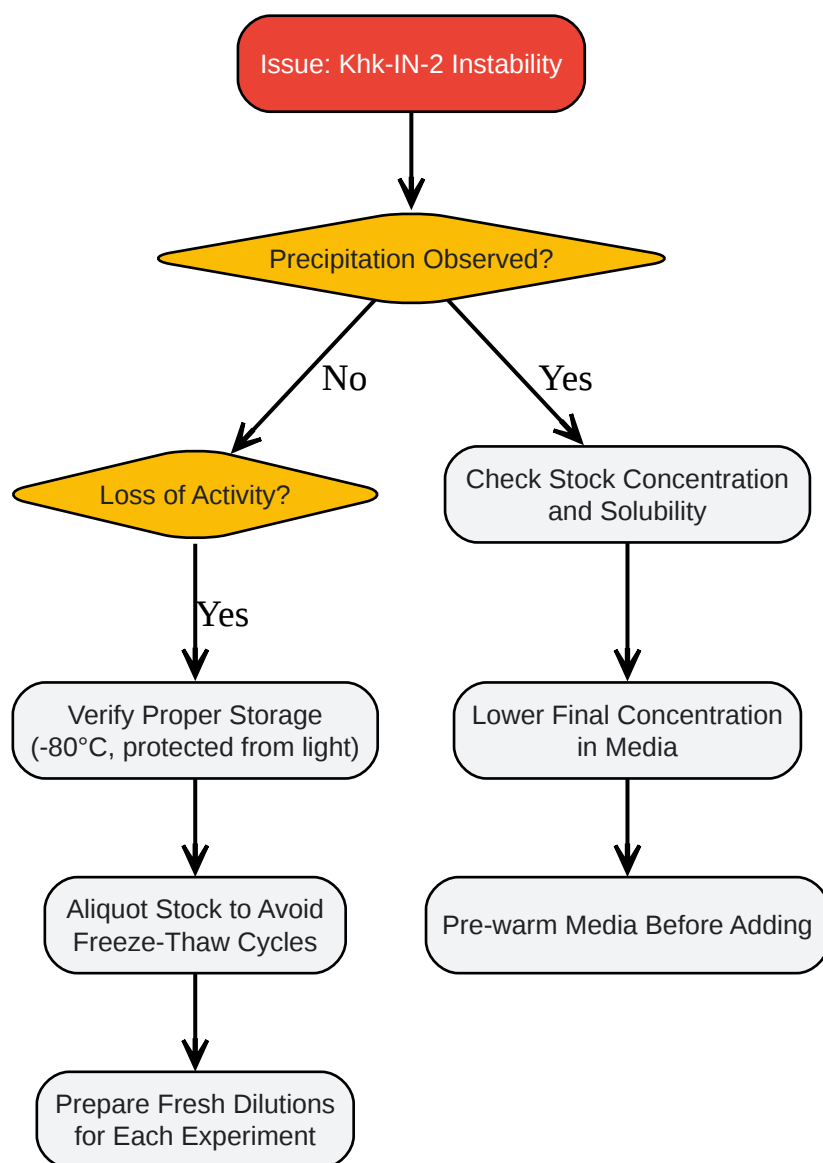 Issue: Khk-IN-2 Instability
Precipitation Observed?
No
Yes
Loss of Activity?
Check Stock Concentration
and Solubility
Yes
Verify Proper Storage
(-80°C, protected from light)
Lower Final Concentration
in Media
Aliquot Stock to Avoid
Freeze-Thaw Cycles
Pre-warm Media Before Adding
Prepare Fresh Dilutions
for Each Experiment